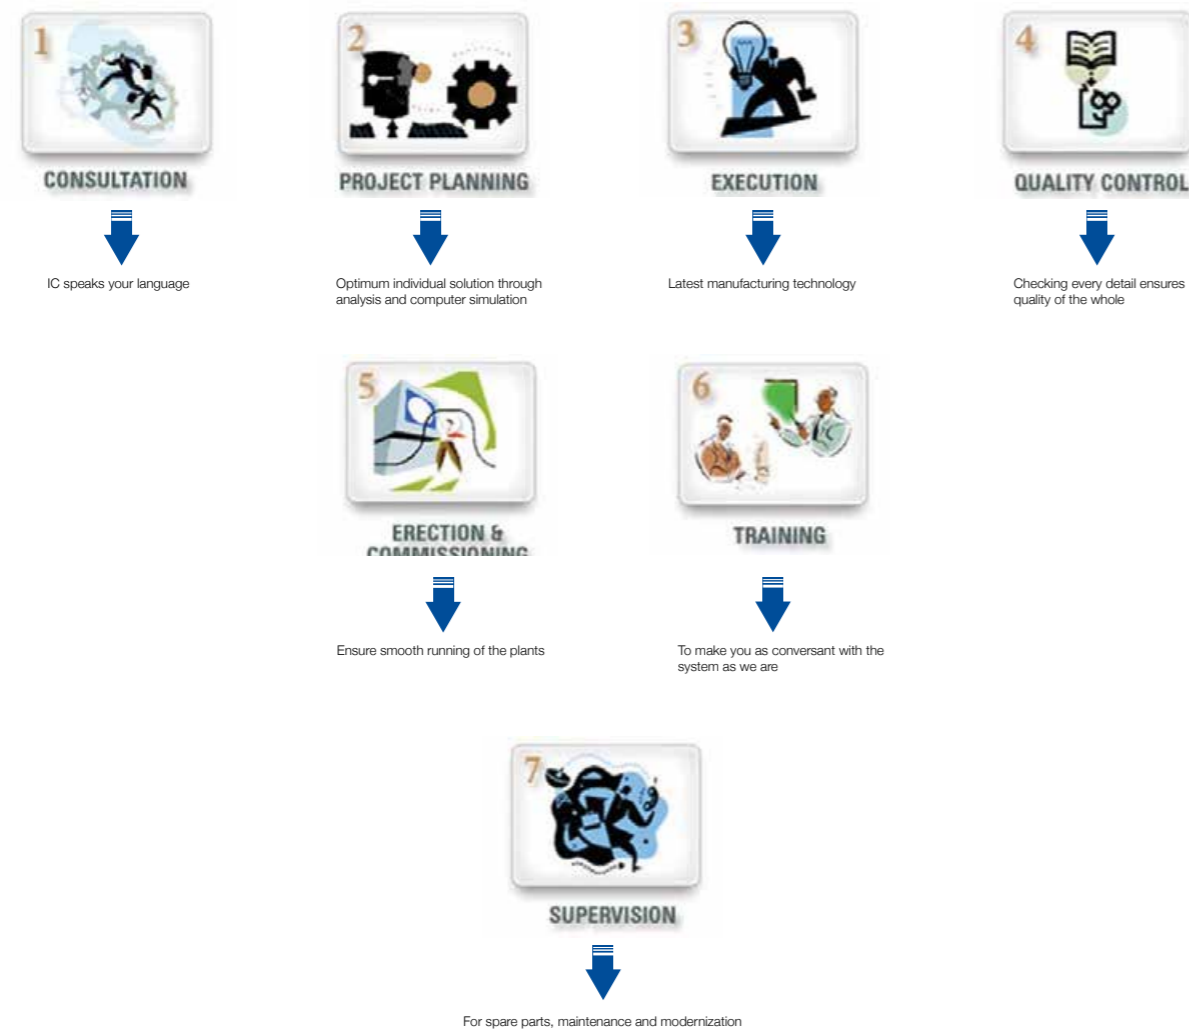 1
2
3
4
CONSULTATION
PROJECT PLANNING
EXECUTION
QUALITY CONTROL
IC speaks your language
Optimum individual solution through
analysis and computer simulation
Latest manufacturing technology
Checking every detail ensures
quality of the whole
5
6
ERECTION &
COMMISSIONING
TRAINING
Ensure smooth running of the plants
To make you as conversant with the
system as we are
7
SUPERVISION
For spare parts, maintenance and modernization